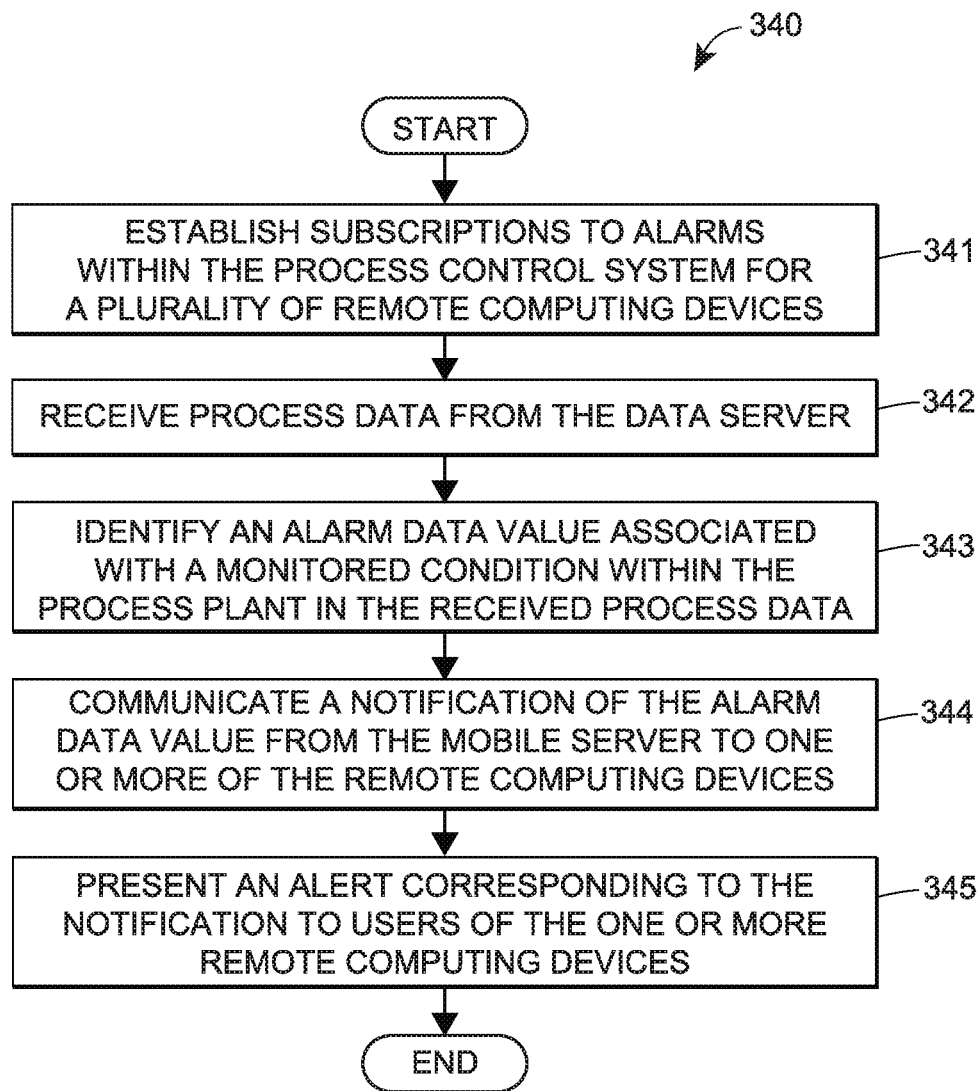 340
START
ESTABLISH SUBSCRIPTIONS TO ALARMS
WITHIN THE PROCESS CONTROL SYSTEM FOR
A PLURALITY OF REMOTE COMPUTING DEVICES
341
RECEIVE PROCESS DATA FROM THE DATA SERVER
342
IDENTIFY AN ALARM DATA VALUE ASSOCIATED
WITH A MONITORED CONDITION WITHIN THE
PROCESS PLANT IN THE RECEIVED PROCESS DATA
343
COMMUNICATE A NOTIFICATION OF THE ALARM
DATA VALUE FROM THE MOBILE SERVER TO ONE
OR MORE OF THE REMOTE COMPUTING DEVICES
344
PRESENT AN ALERT CORRESPONDING TO THE
NOTIFICATION TO USERS OF THE ONE OR MORE
REMOTE COMPUTING DEVICES
345
END